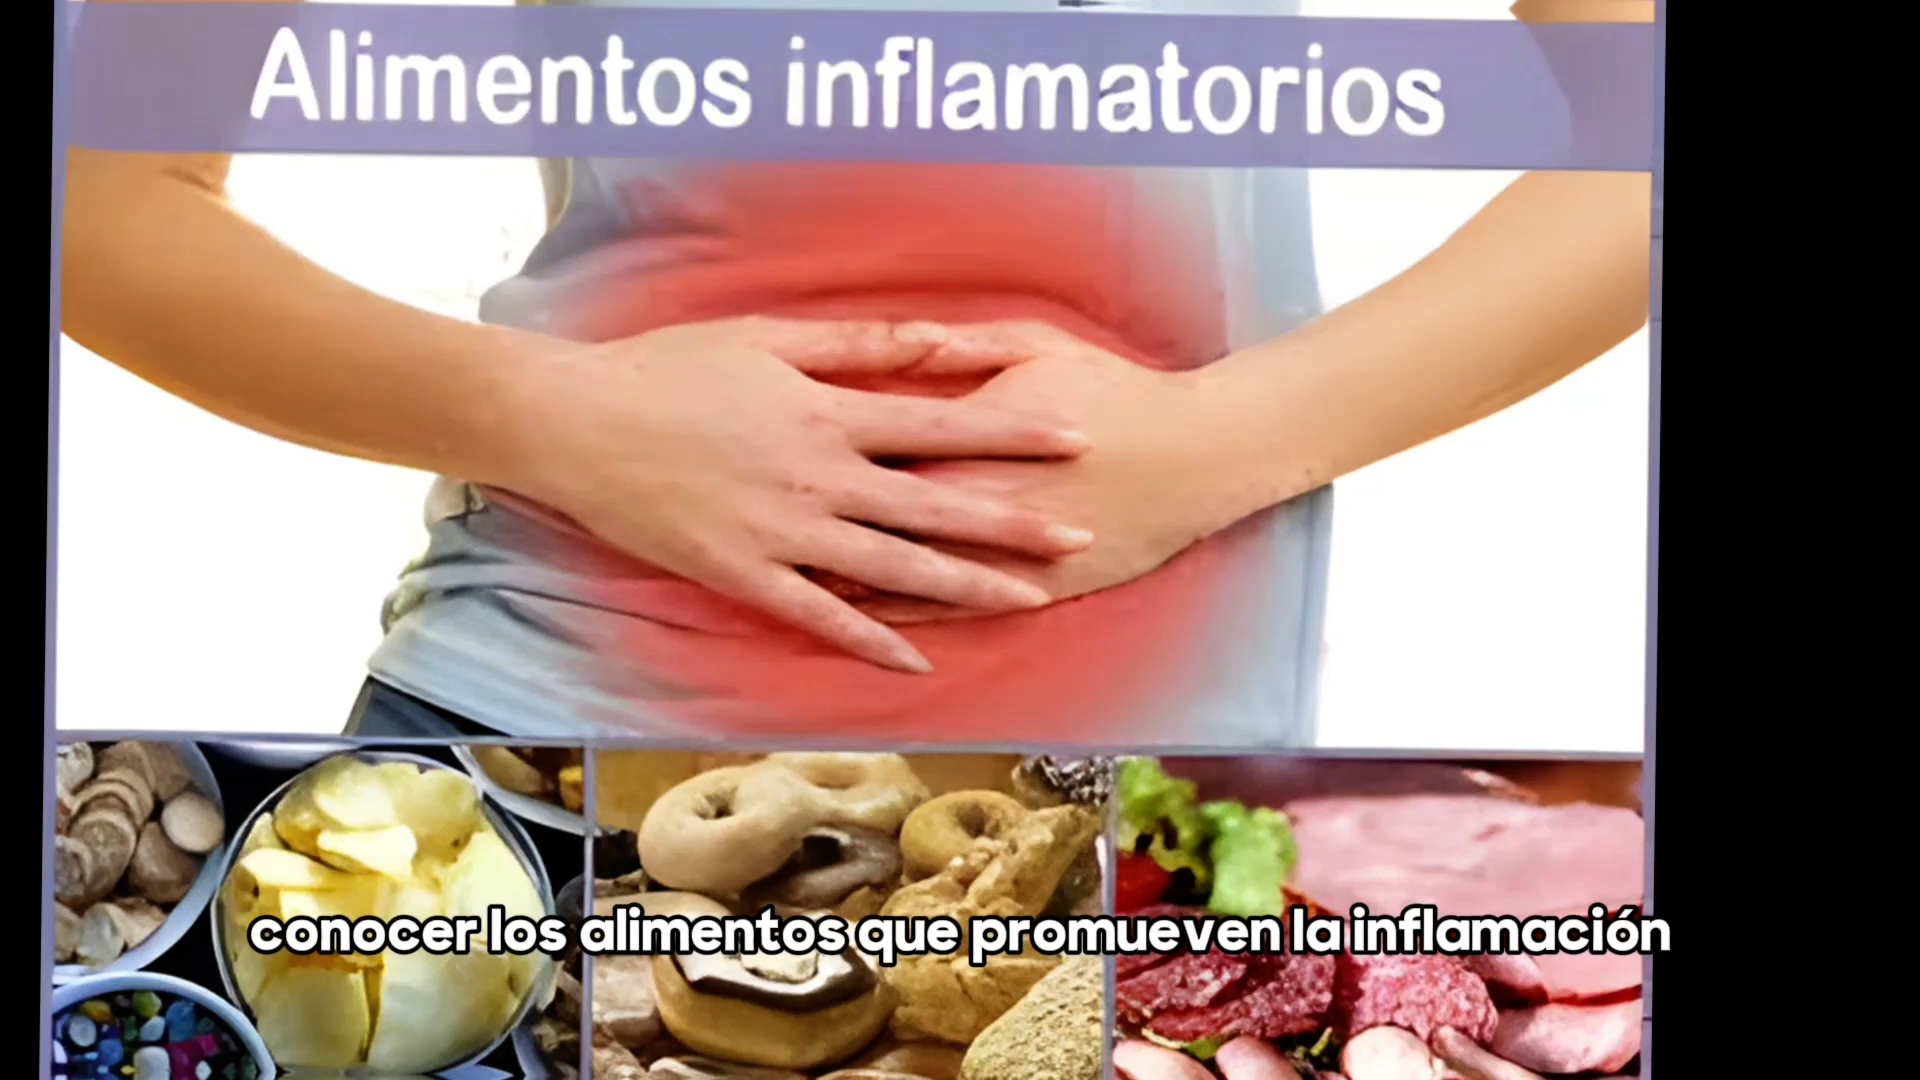 Alimentos inflamatorios
conocer los alimentos que promueven la inflamación